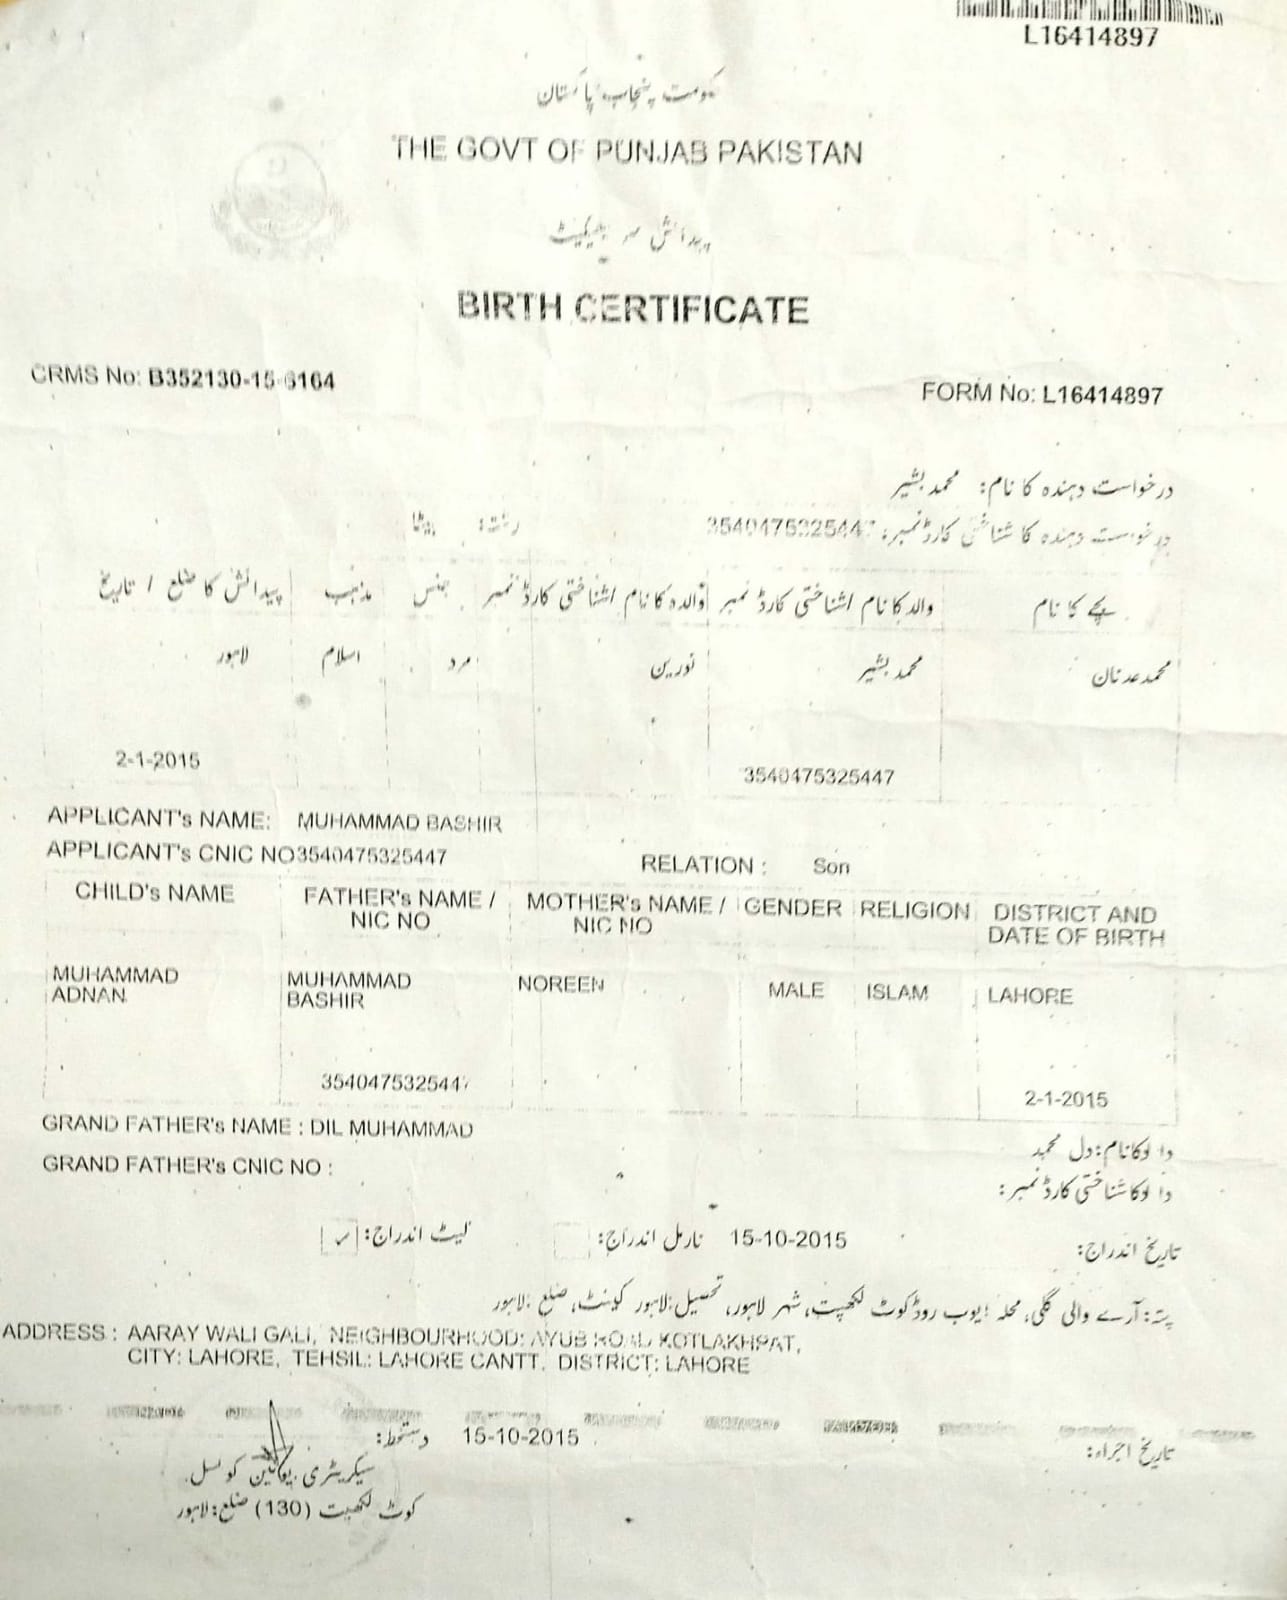 L16414897
حکومت پنجاب پاکستان
THE GOVT OF PUNJAB PAKISTAN
پیدائش سرٹیفیکیٹ
BIRTH CERTIFICATE
CRMS No: B352130-15-6164
FORM No: L16414897
درخواست دہندہ کا نام: محمد بشیر
درخواست دہندہ کا شناختی کارڈ نمبر: 3540475325447 رشتہ: بیٹا
بچے کا نام والد کا نام /شناختی کارڈ نمبر والدہ کا نام /شناختی کارڈ نمبر جنس مذہب پیدائش کا ضلع / تاریخ
محمد عدنان محمد بشیر نورین مرد اسلام لاہور
3540475325447 2-1-2015
APPLICANT's NAME: MUHAMMAD BASHIR
APPLICANT's CNIC NO 3540475325447 RELATION : Son
CHILD's NAME FATHER's NAME / NIC NO MOTHER's NAME / NIC NO GENDER RELIGION DISTRICT AND DATE OF BIRTH
MUHAMMAD ADNAN MUHAMMAD BASHIR NOREEN MALE ISLAM LAHORE
3540475325447 2-1-2015
GRAND FATHER's NAME : DIL MUHAMMAD
دادا کا نام: دل محمد
GRAND FATHER's CNIC NO :
دادا کا شناختی کارڈ نمبر:
تاریخ اندراج: 15-10-2015 نارمل اندراج: لیٹ اندراج: ✓
پتہ: آرے والی گلی، محلہ: ایوب روڈ کوٹ لکھپت، شہر لاہور، تحصیل: لاہور کینٹ، ضلع: لاہور
ADDRESS : AARAY WALI GALI, NEIGHBOURHOOD: AYUB ROAD KOTLAKHPAT,
CITY: LAHORE, TEHSIL: LAHORE CANTT, DISTRICT: LAHORE
تاریخ اجراء: 15-10-2015 دستخط:
سیکریٹری یونین کونسل
کوٹ لکھپت (130) ضلع: لاہور